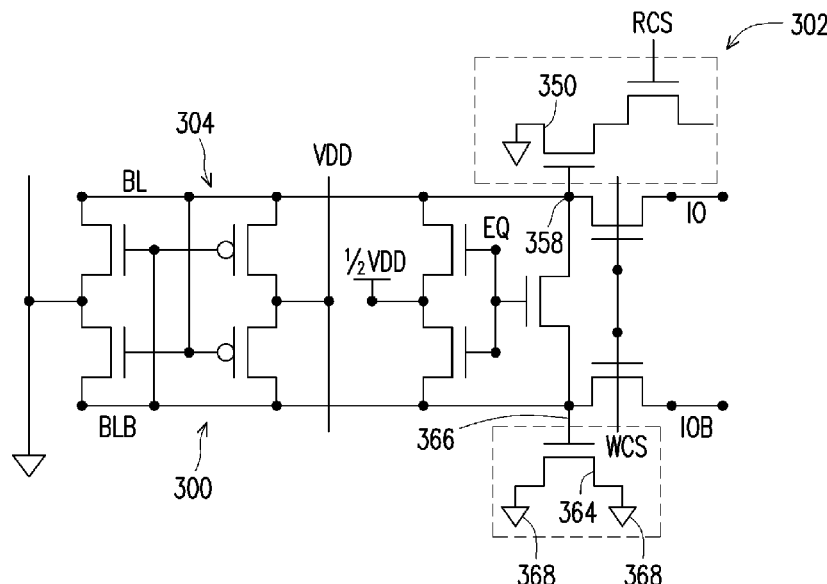 RCS
302
350
304
VDD
BL
IO
EQ
358
½VDD
BLB
366
WCS
IOB
300
364
368
368